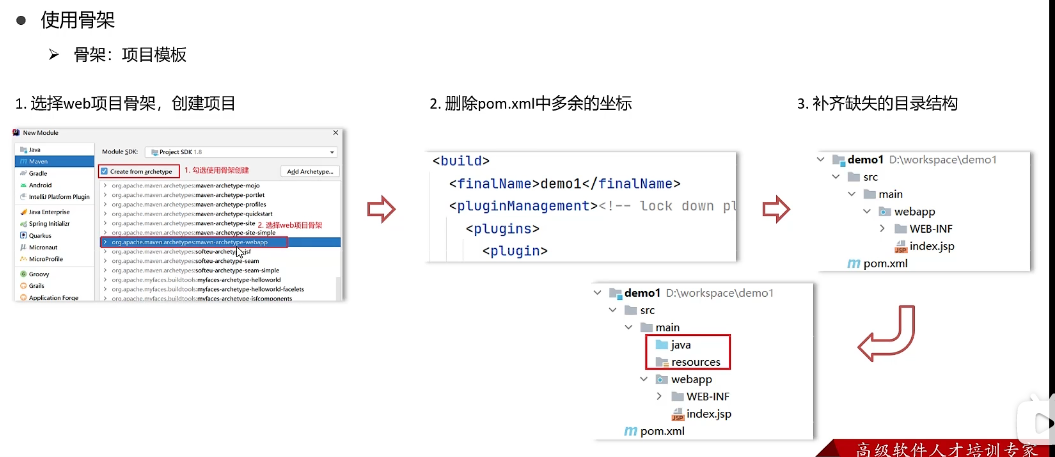 使用骨架
骨架：项目模板
1. 选择web项目骨架，创建项目
2. 删除pom.xml中多余的坐标
3. 补齐缺失的目录结构
New Module
Java
Maven
Gradle
Android
IntelliJ Platform Plugin
Java Enterprise
Spring Initializr
Quarkus
Micronaut
MicroProfile
Groovy
Grails
Application Forge
Module SDK:
Project SDK 1.8
Create from archetype
1. 勾选使用骨架创建
Add Archetype...
org.apache.maven.archetypes:maven-archetype-mojo
org.apache.maven.archetypes:maven-archetype-portlet
org.apache.maven.archetypes:maven-archetype-profiles
org.apache.maven.archetypes:maven-archetype-quickstart
org.apache.maven.archetypes:maven-archetype-site
2. 选择web项目骨架
org.apache.maven.archetypes:maven-archetype-site-simple
org.apache.maven.archetypes:maven-archetype-webapp
org.apache.maven.archetypes:softeu-archetype-jsf
org.apache.maven.archetypes:softeu-archetype-seam
org.apache.maven.archetypes:softeu-archetype-seam-simple
org.apache.myfaces.buildtools:myfaces-archetype-helloworld
org.apache.myfaces.buildtools:myfaces-archetype-helloworld-facelets
org.apache.myfaces.buildtools:myfaces-archetype-jsfcomponents
<build>
<finalName>demo1</finalName>
<pluginManagement><!-- lock down pl
<plugins>
<plugin>
demo1 D:\workspace\demo1
src
main
webapp
WEB-INF
index.jsp
pom.xml
demo1 D:\workspace\demo1
src
main
java
resources
webapp
WEB-INF
index.jsp
pom.xml
高级软件人才培训专家